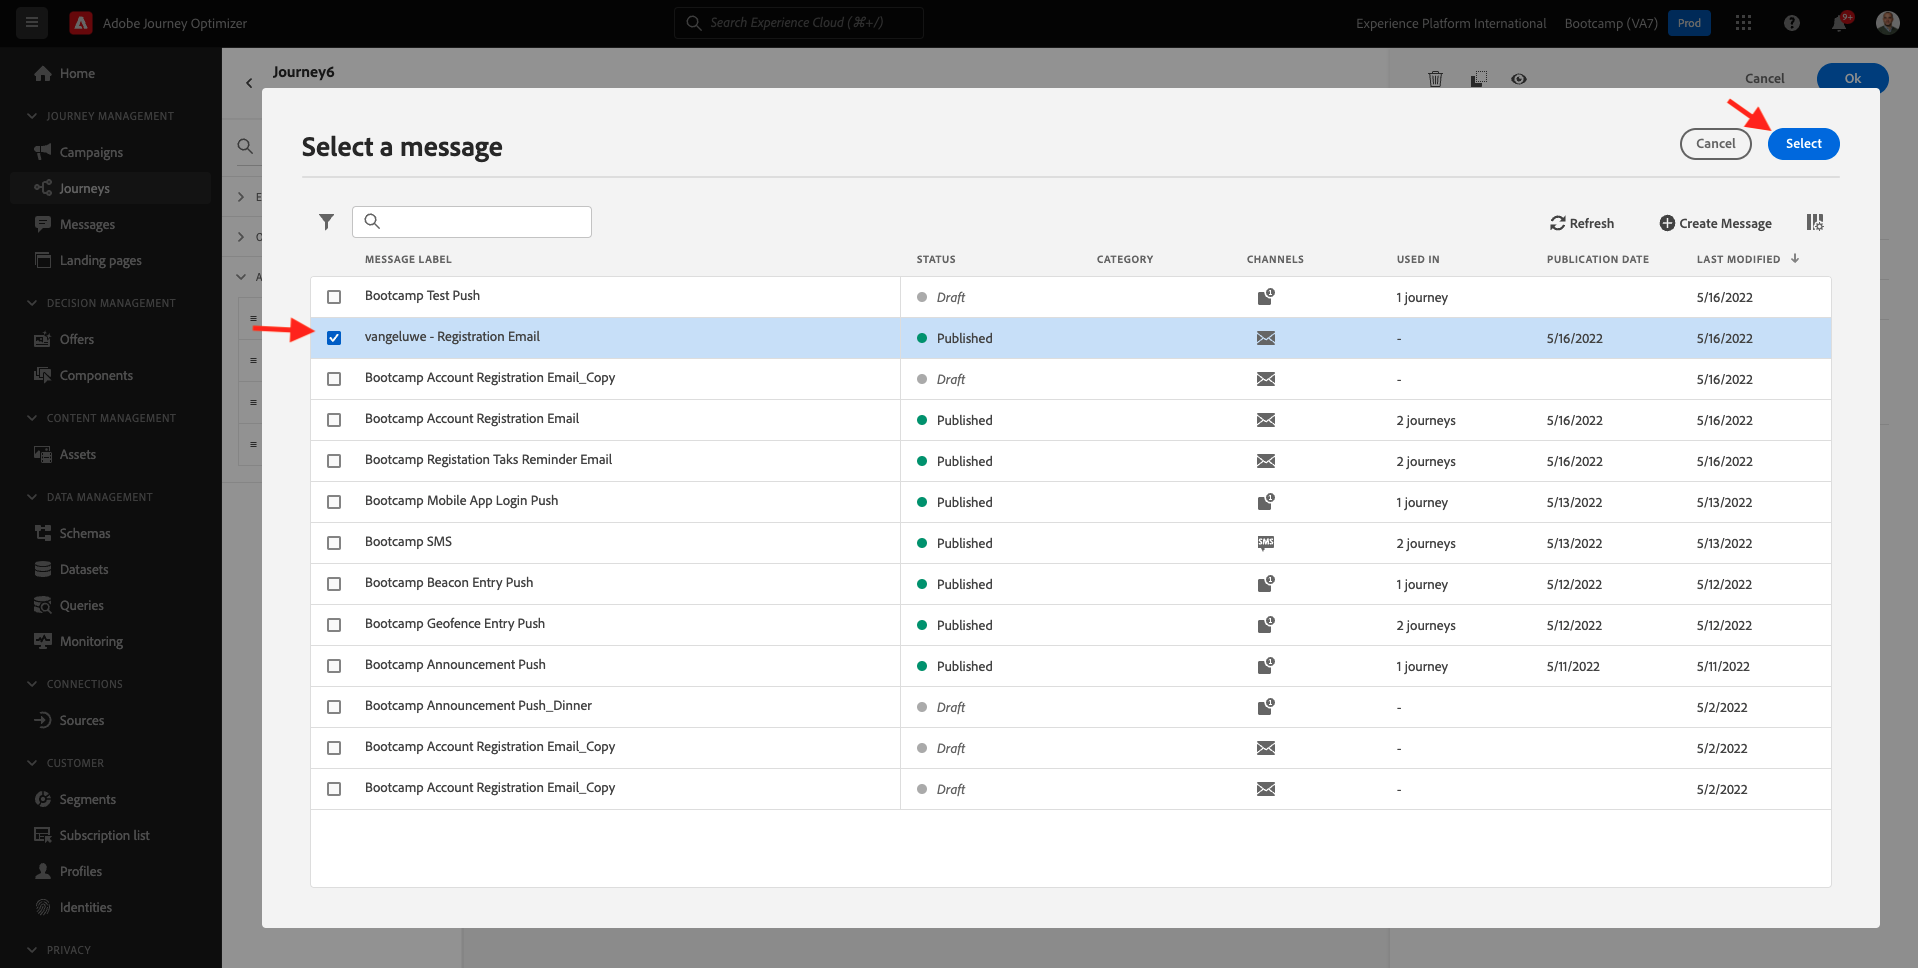 Adobe Journey Optimizer
Search Experience Cloud (⌘+/)
Experience Platform International
Bootcamp (VA7)
Prod
9+
Home
JOURNEY MANAGEMENT
Campaigns
Journeys
Messages
Landing pages
DECISION MANAGEMENT
Offers
Components
CONTENT MANAGEMENT
Assets
DATA MANAGEMENT
Schemas
Datasets
Queries
Monitoring
CONNECTIONS
Sources
CUSTOMER
Segments
Subscription list
Profiles
Identities
PRIVACY
Journey6
Cancel
Ok
E
O
A
Select a message
Cancel
Select
Refresh
Create Message
MESSAGE LABEL STATUS CATEGORY CHANNELS USED IN PUBLICATION DATE LAST MODIFIED
Bootcamp Test Push Draft 1 1 journey 5/16/2022
vangeluwe - Registration Email Published - 5/16/2022 5/16/2022
Bootcamp Account Registration Email_Copy Draft - 5/16/2022
Bootcamp Account Registration Email Published 2 journeys 5/16/2022 5/16/2022
Bootcamp Registation Taks Reminder Email Published 2 journeys 5/16/2022 5/16/2022
Bootcamp Mobile App Login Push Published 1 1 journey 5/13/2022 5/13/2022
Bootcamp SMS Published SMS 2 journeys 5/13/2022 5/13/2022
Bootcamp Beacon Entry Push Published 1 1 journey 5/12/2022 5/12/2022
Bootcamp Geofence Entry Push Published 1 2 journeys 5/12/2022 5/12/2022
Bootcamp Announcement Push Published 1 1 journey 5/11/2022 5/11/2022
Bootcamp Announcement Push_Dinner Draft 1 - 5/2/2022
Bootcamp Account Registration Email_Copy Draft - 5/2/2022
Bootcamp Account Registration Email_Copy Draft - 5/2/2022